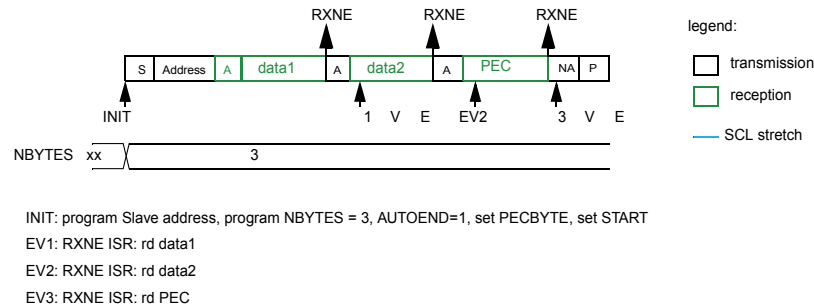 RXNE RXNE RXNE
legend:
S Address A data1 A data2 A PEC NA P
transmission
reception
INIT 1 V E EV2 3 V E
SCL stretch
NBYTES xx 3
INIT: program Slave address, program NBYTES = 3, AUTOEND=1, set PECBYTE, set START
EV1: RXNE ISR: rd data1
EV2: RXNE ISR: rd data2
EV3: RXNE ISR: rd PEC